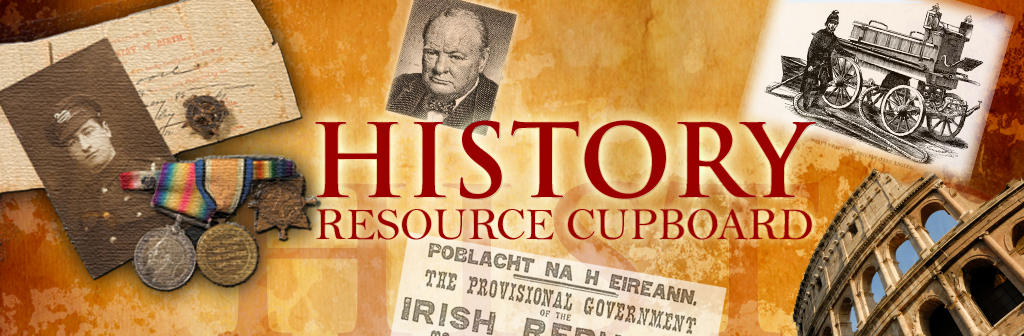 HISTORY
RESOURCE CUPBOARD
POBLACHT NA H EIREANN.
THE PROVISIONAL GOVERNMENT
OF THE
IRISH